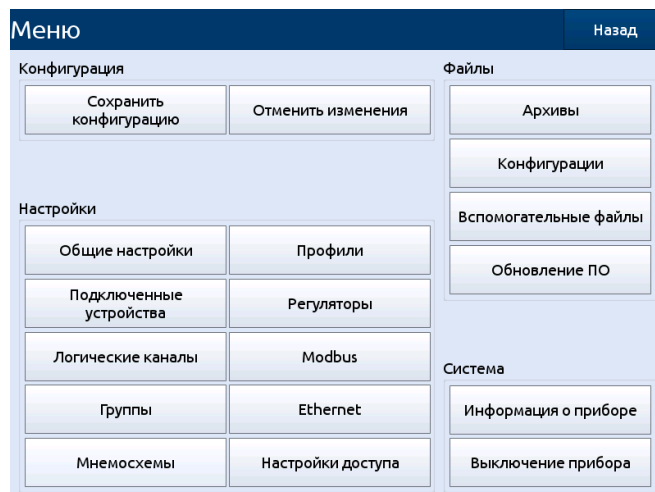 Меню
Назад
Конфигурация
Сохранить
конфигурацию
Отменить изменения
Настройки
Общие настройки
Профили
Подключенные
устройства
Регуляторы
Логические каналы
Modbus
Группы
Ethernet
Мнемосхемы
Настройки доступа
Файлы
Архивы
Конфигурации
Вспомогательные файлы
Обновление ПО
Система
Информация о приборе
Выключение прибора